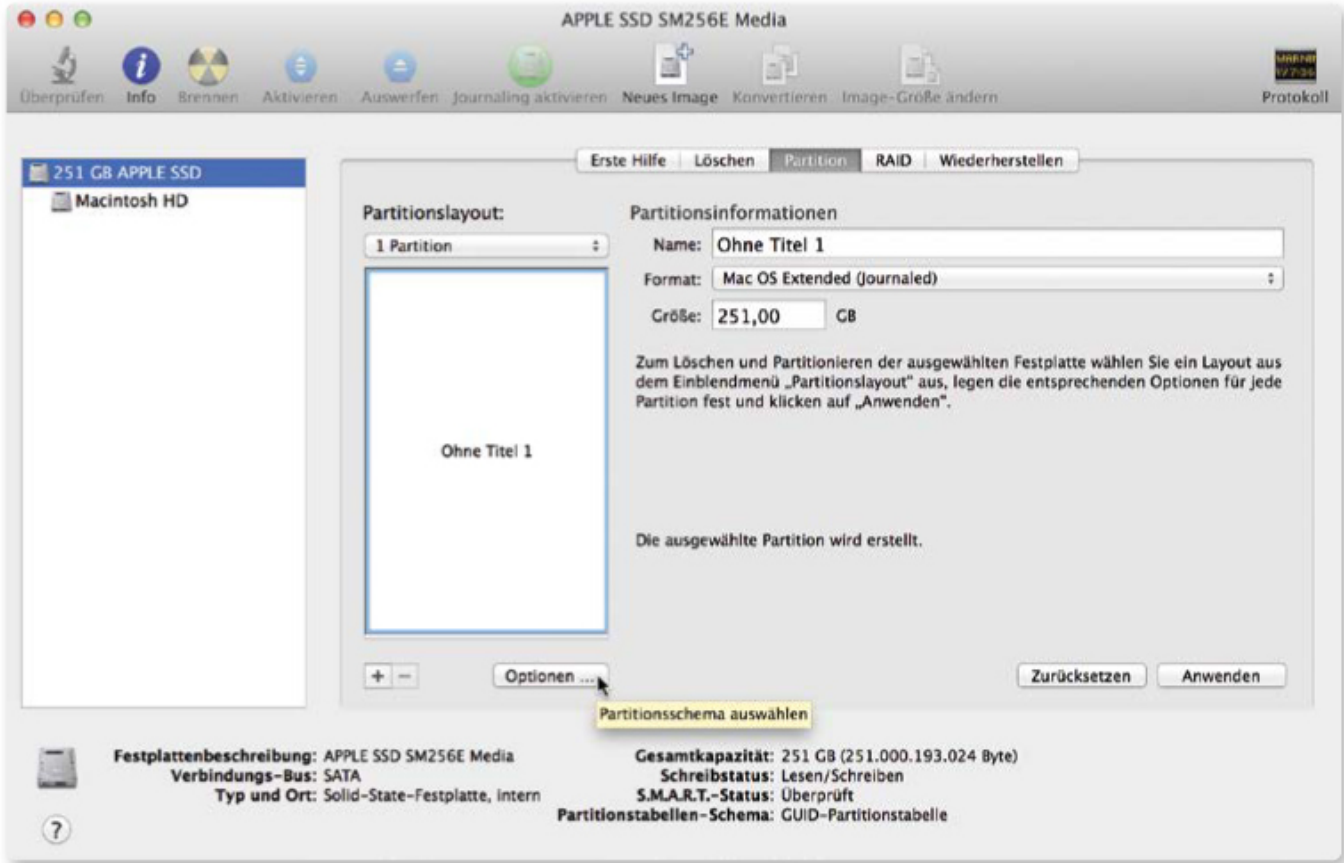 APPLE SSD SM256E Media
Überprüfen Info Brennen Aktivieren Auswerfen Journaling aktivieren Neues Image Konvertieren Image-Größe ändern Protokoll
251 GB APPLE SSD
Macintosh HD
Erste Hilfe Löschen Partition RAID Wiederherstellen
Partitionslayout:
1 Partition
Ohne Titel 1
+ − Optionen ...
Partitionsschema auswählen
Partitionsinformationen
Name: Ohne Titel 1
Format: Mac OS Extended (Journaled)
Größe: 251,00 GB
Zum Löschen und Partitionieren der ausgewählten Festplatte wählen Sie ein Layout aus
dem Einblendmenü „Partitionslayout" aus, legen die entsprechenden Optionen für jede
Partition fest und klicken auf „Anwenden".
Die ausgewählte Partition wird erstellt.
Zurücksetzen Anwenden
Festplattenbeschreibung: APPLE SSD SM256E Media
Verbindungs-Bus: SATA
Typ und Ort: Solid-State-Festplatte, Intern
Gesamtkapazität: 251 GB (251.000.193.024 Byte)
Schreibstatus: Lesen/Schreiben
S.M.A.R.T.-Status: Überprüft
Partitionstabellen-Schema: GUID-Partitionstabelle
?